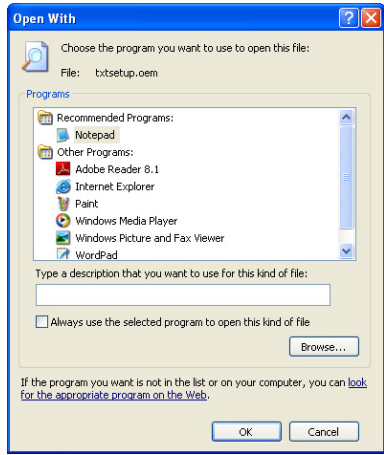 Open With
Choose the program you want to use to open this file:
File: txtsetup.oem
Programs
Recommended Programs:
Notepad
Other Programs:
Adobe Reader 8.1
Internet Explorer
Paint
Windows Media Player
Windows Picture and Fax Viewer
WordPad
Type a description that you want to use for this kind of file:
Always use the selected program to open this kind of file
Browse...
If the program you want is not in the list or on your computer, you can look
for the appropriate program on the Web.
OK Cancel